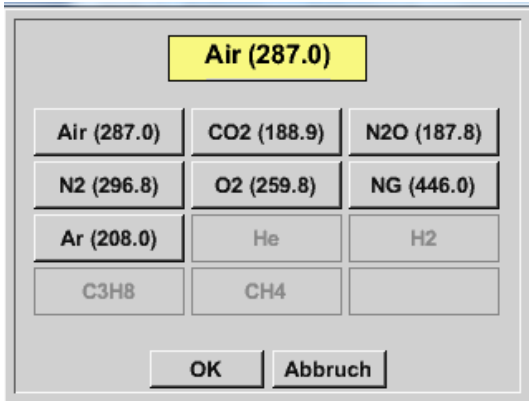 Air (287.0)
Air (287.0) CO2 (188.9) N2O (187.8)
N2 (296.8) O2 (259.8) NG (446.0)
Ar (208.0) He H2
C3H8 CH4
OK Abbruch